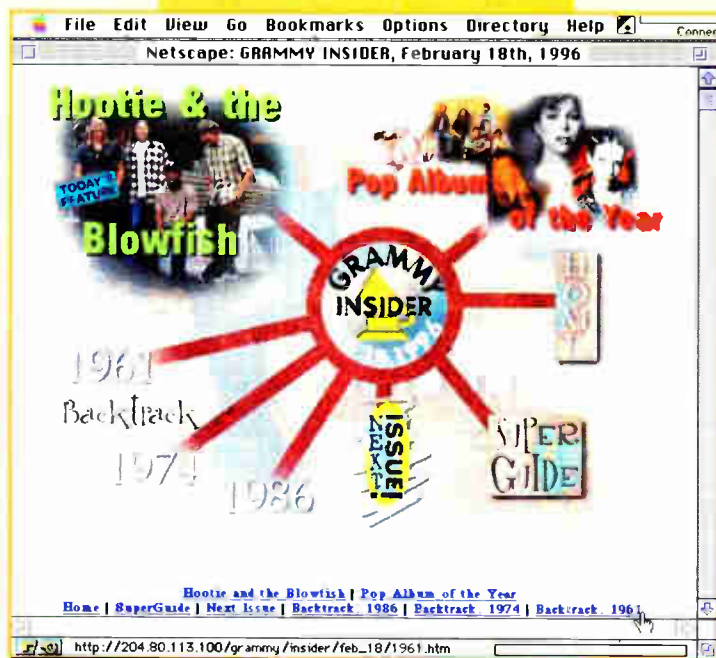 File Edit View Go Bookmarks Options Directory Help
Connec
Netscape: GRAMMY INSIDER, February 18th, 1996
Hootie & the
TODAY'S
FEATURE
Blowfish
Pop Album
of the Year
GRAMMY
INSIDER
1996
1961
BackTrack
1974
1986
NEXT
ISSUE!
SUPER
GUIDE
Hootie and the Blowfish | Pop Album of the Year
Home | SuperGuide | Next Issue | Backtrack, 1986 | Backtrack, 1974 | Backtrack, 1961
http://204.80.113.100/grammy/insider/feb_18/1961.htm